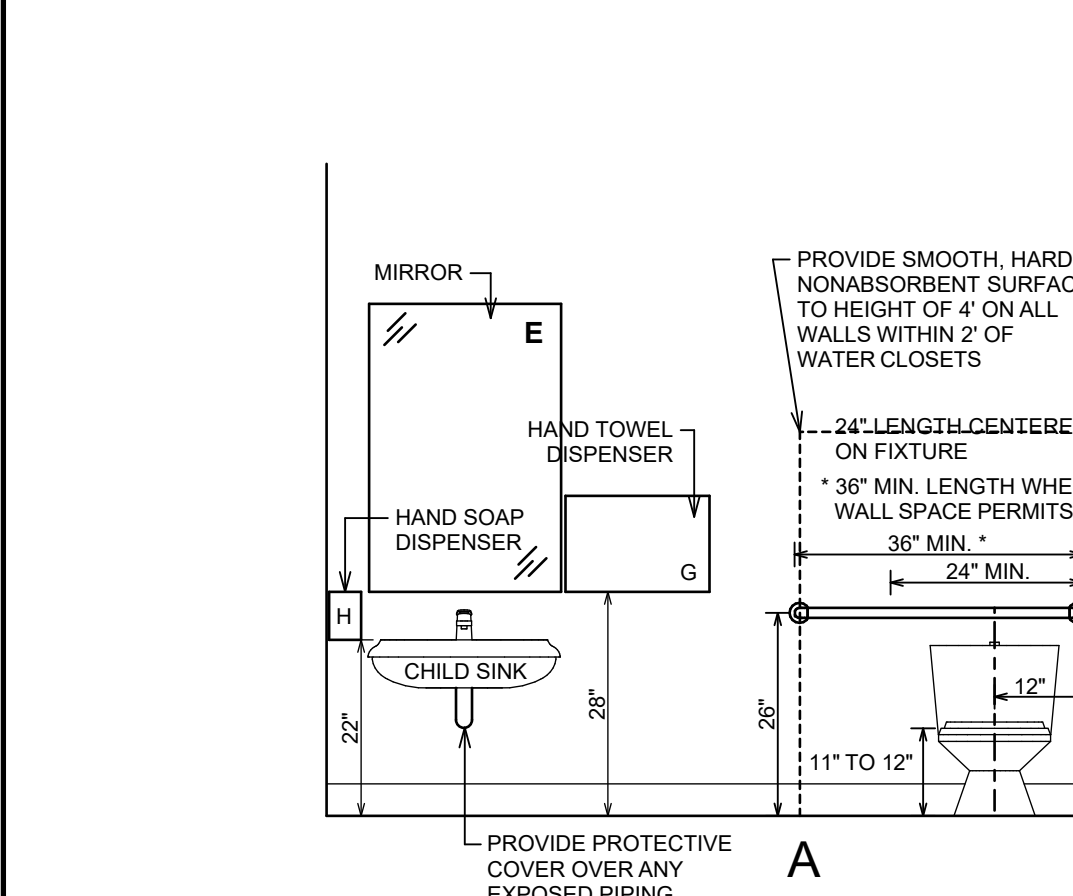 MIRROR
E
HAND TOWEL
DISPENSER
HAND SOAP
DISPENSER
G
H
CHILD SINK
22"
28"
PROVIDE PROTECTIVE
COVER OVER ANY
EXPOSED PIPING
PROVIDE SMOOTH, HARD
NONABSORBENT SURFAC
TO HEIGHT OF 4' ON ALL
WALLS WITHIN 2' OF
WATER CLOSETS
24" LENGTH CENTERE
ON FIXTURE
* 36" MIN. LENGTH WHE
WALL SPACE PERMITS
36" MIN. *
24" MIN.
26"
12"
11" TO 12"
A